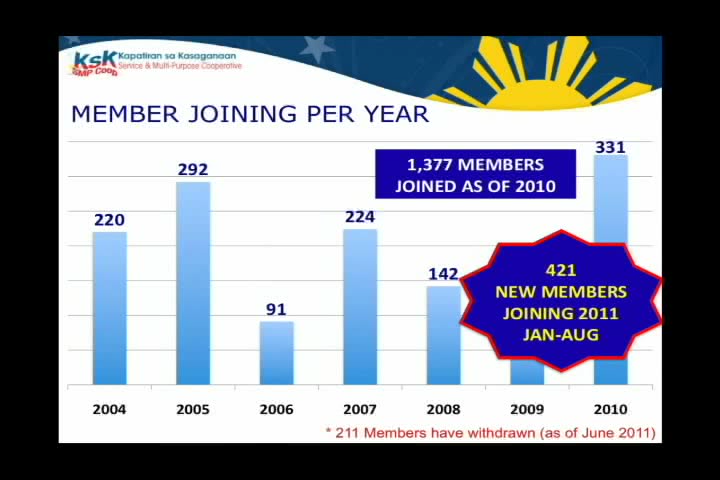 KsK
SMP Coop
Kapatiran sa Kasaganaan
Service & Multi-Purpose Cooperative
MEMBER JOINING PER YEAR
1,377 MEMBERS
JOINED AS OF 2010
220
292
91
224
142
331
421
NEW MEMBERS
JOINING 2011
JAN-AUG
2004 2005 2006 2007 2008 2009 2010
* 211 Members have withdrawn (as of June 2011)